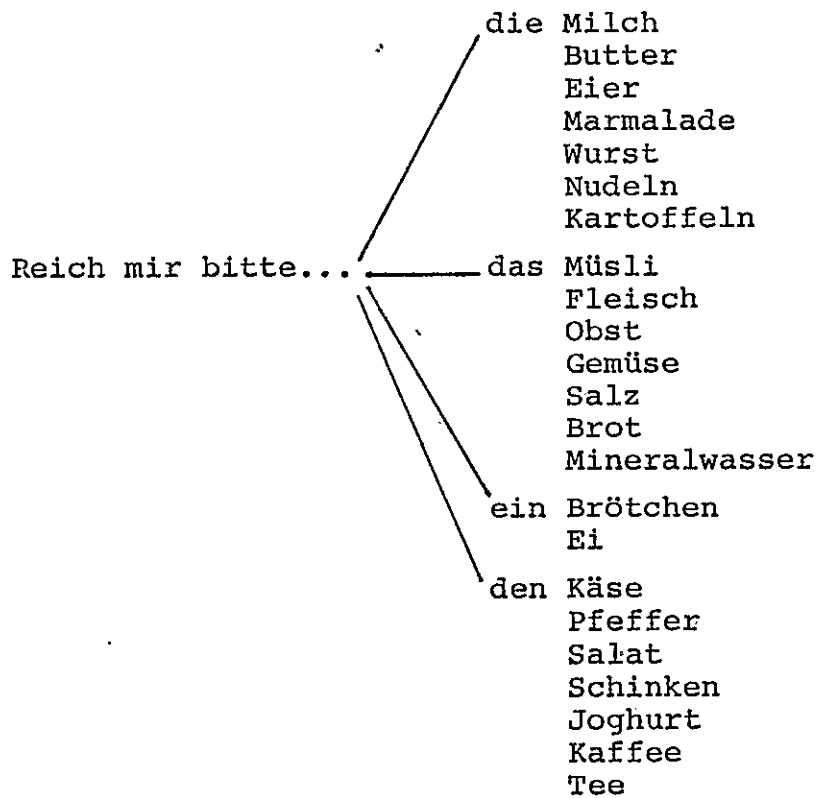 die Milch
Butter
Eier
Marmalade
Wurst
Nudeln
Kartoffeln
Reich mir bitte... das Müsli
Fleisch
Obst
Gemüse
Salz
Brot
Mineralwasser
ein Brötchen
Ei
den Käse
Pfeffer
Salat
Schinken
Joghurt
Kaffee
Tee